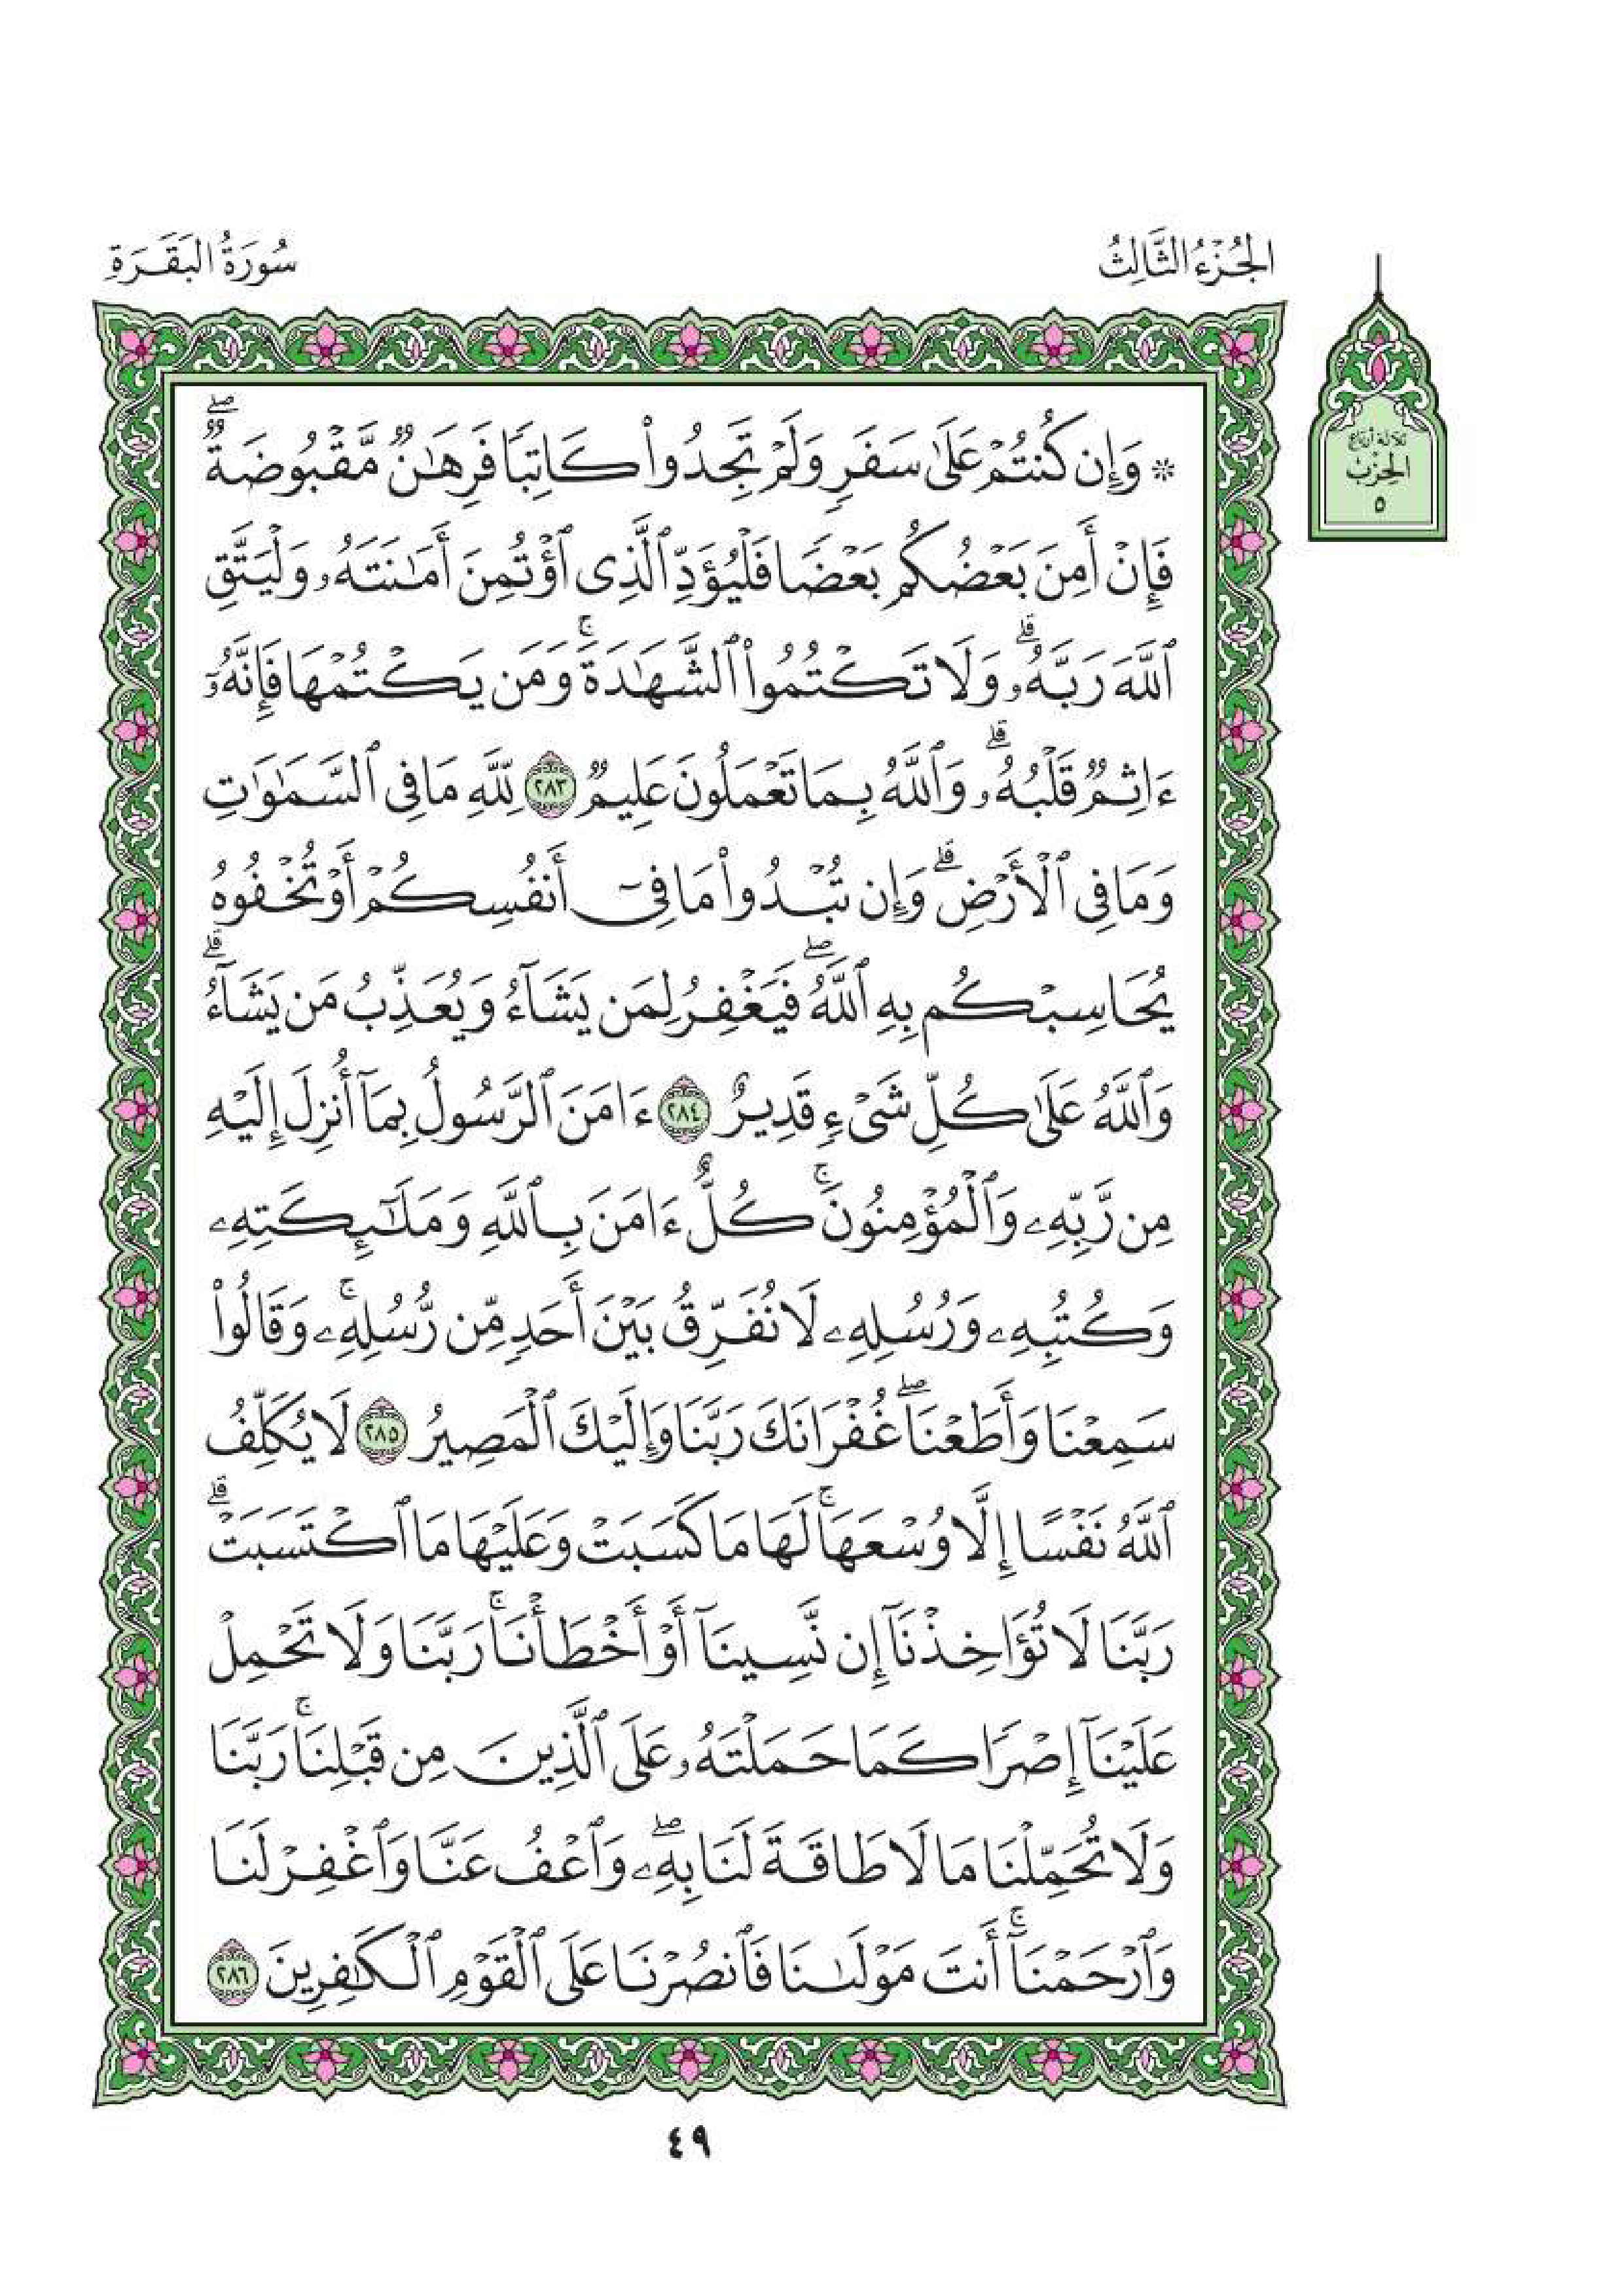 الجُزْءُ الثَّالِثُ
سُورَةُ البَقَرَةِ
ثلاثة أرباع
الحِزْبُ
٥
۞ وَإِن كُنتُمْ عَلَىٰ سَفَرٍ وَلَمْ تَجِدُواْ كَاتِبًا فَرِهَٰنٌ مَّقْبُوضَةٌۖ
فَإِنْ أَمِنَ بَعْضُكُم بَعْضًا فَلْيُؤَدِّ ٱلَّذِى ٱؤْتُمِنَ أَمَٰنَتَهُۥ وَلْيَتَّقِ
ٱللَّهَ رَبَّهُۥۗ وَلَا تَكْتُمُواْ ٱلشَّهَٰدَةَۚ وَمَن يَكْتُمْهَا فَإِنَّهُۥٓ
ءَاثِمٌ قَلْبُهُۥۗ وَٱللَّهُ بِمَا تَعْمَلُونَ عَلِيمٌ ٢٨٣ لِّلَّهِ مَا فِى ٱلسَّمَٰوَٰتِ
وَمَا فِى ٱلْأَرْضِۗ وَإِن تُبْدُواْ مَا فِىٓ أَنفُسِكُمْ أَوْ تُخْفُوهُ
يُحَاسِبْكُم بِهِ ٱللَّهُۖ فَيَغْفِرُ لِمَن يَشَآءُ وَيُعَذِّبُ مَن يَشَآءُۗ
وَٱللَّهُ عَلَىٰ كُلِّ شَىْءٍ قَدِيرٌ ٢٨٤ ءَامَنَ ٱلرَّسُولُ بِمَآ أُنزِلَ إِلَيْهِ
مِن رَّبِّهِۦ وَٱلْمُؤْمِنُونَۚ كُلٌّ ءَامَنَ بِٱللَّهِ وَمَلَٰٓئِكَتِهِۦ
وَكُتُبِهِۦ وَرُسُلِهِۦ لَا نُفَرِّقُ بَيْنَ أَحَدٍ مِّن رُّسُلِهِۦۚ وَقَالُواْ
سَمِعْنَا وَأَطَعْنَاۖ غُفْرَانَكَ رَبَّنَا وَإِلَيْكَ ٱلْمَصِيرُ ٢٨٥ لَا يُكَلِّفُ
ٱللَّهُ نَفْسًا إِلَّا وُسْعَهَاۚ لَهَا مَا كَسَبَتْ وَعَلَيْهَا مَا ٱكْتَسَبَتْۗ
رَبَّنَا لَا تُؤَاخِذْنَآ إِن نَّسِينَآ أَوْ أَخْطَأْنَاۚ رَبَّنَا وَلَا تَحْمِلْ
عَلَيْنَآ إِصْرًا كَمَا حَمَلْتَهُۥ عَلَى ٱلَّذِينَ مِن قَبْلِنَاۚ رَبَّنَا
وَلَا تُحَمِّلْنَا مَا لَا طَاقَةَ لَنَا بِهِۦۖ وَٱعْفُ عَنَّا وَٱغْفِرْ لَنَا
وَٱرْحَمْنَآۚ أَنتَ مَوْلَىٰنَا فَٱنصُرْنَا عَلَى ٱلْقَوْمِ ٱلْكَٰفِرِينَ ٢٨٦
٤٩